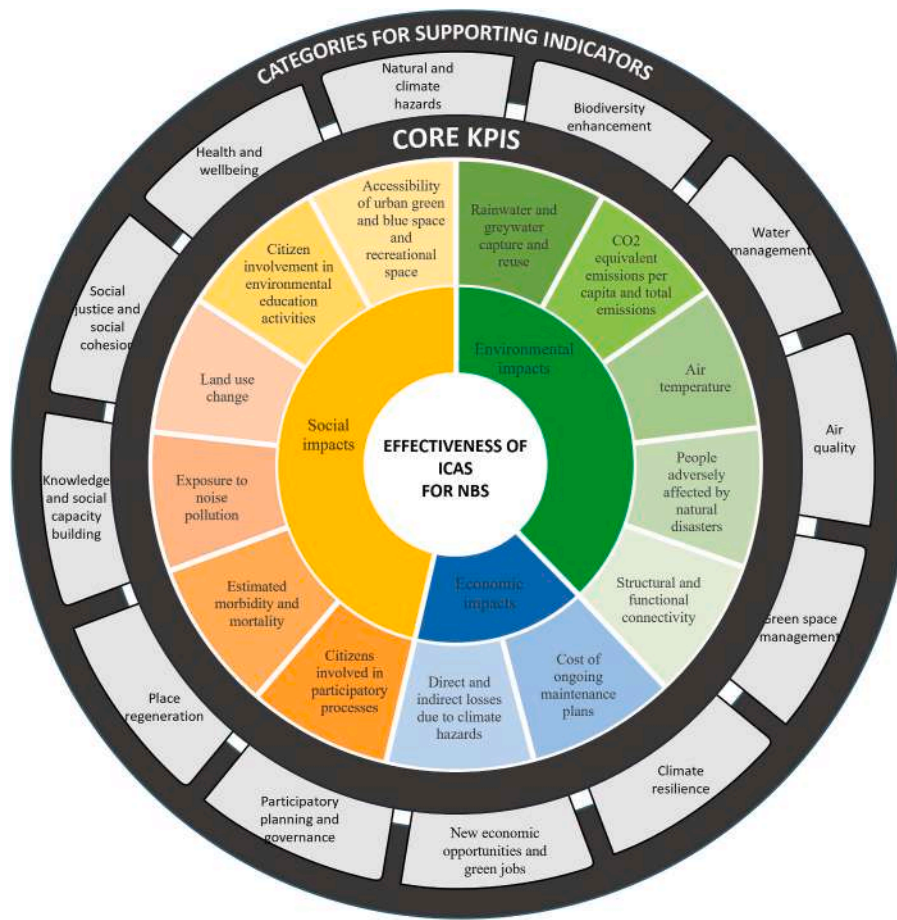 CATEGORIES FOR SUPPORTING INDICATORS
Natural and
climate
hazards
Biodiversity
enhancement
Water
management
Air
quality
Green space
management
Climate
resilience
New economic
opportunities and
green jobs
Participatory
planning and
governance
Place
regeneration
Knowledge
and social
capacity
building
Social
justice and
social
cohesion
Health and
wellbeing
CORE KPIS
Rainwater and
greywater
capture and
reuse
CO2
equivalent
emissions per
capita and total
emissions
Air
temperature
People
adversely
affected by
natural
disasters
Structural and
functional
connectivity
Cost of
ongoing
maintenance
plans
Direct and
indirect losses
due to climate
hazards
Citizens
involved in
participatory
processes
Estimated
morbidity and
mortality
Exposure to
noise
pollution
Land use
change
Citizen
involvement in
environmental
education
activities
Accessibility
of urban green
and blue space
and
recreational
space
Environmental
impacts
Economic
impacts
Social
impacts
EFFECTIVENESS OF
ICAS
FOR NBS